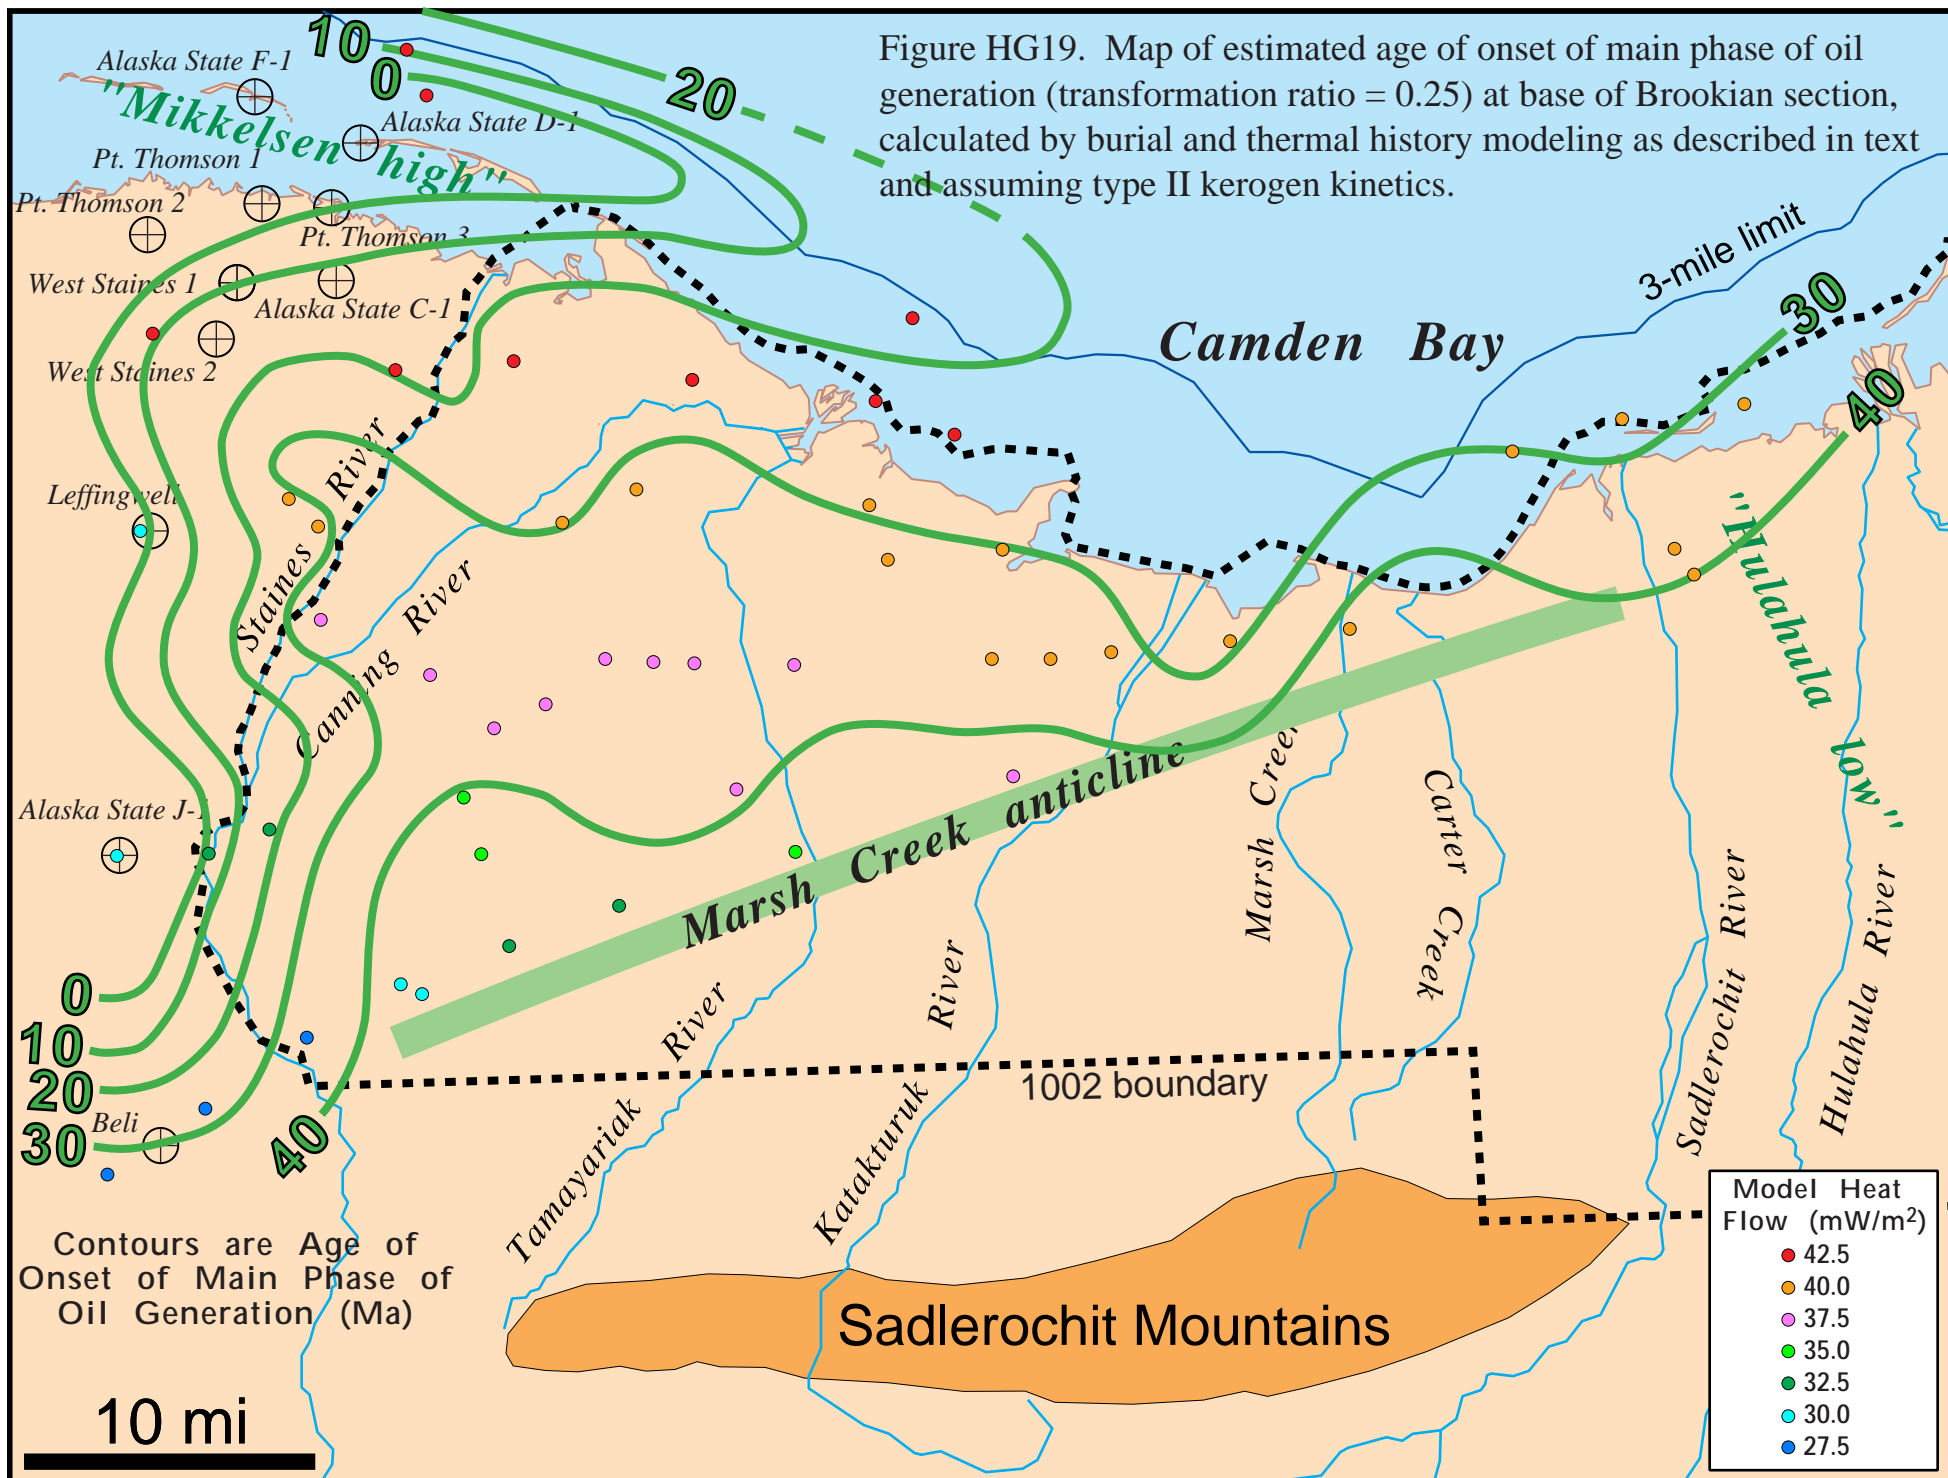 Figure HG19. Map of estimated age of onset of main phase of oil
generation (transformation ratio = 0.25) at base of Brookian section,
calculated by burial and thermal history modeling as described in text
and assuming type II kerogen kinetics.
10
0
20
Alaska State F-1
"Mikkelsen high"
Alaska State D-1
Pt. Thomson 1
Pt. Thomson 2
Pt. Thomson 3
West Staines 1
Alaska State C-1
West Staines 2
3-mile limit
30
Camden Bay
40
Leffingwell
Staines River
Canning River
"Hulahula low"
Alaska State J-1
Marsh Creek anticline
Marsh Creek
Carter Creek
0
10
20
30
Beli
40
Tamayariak River
Katakturuk River
1002 boundary
Sadlerochit River
Hulahula River
Contours are Age of
Onset of Main Phase of
Oil Generation (Ma)
Sadlerochit Mountains
10 mi
Model Heat
Flow (mW/m²)
42.5
40.0
37.5
35.0
32.5
30.0
27.5